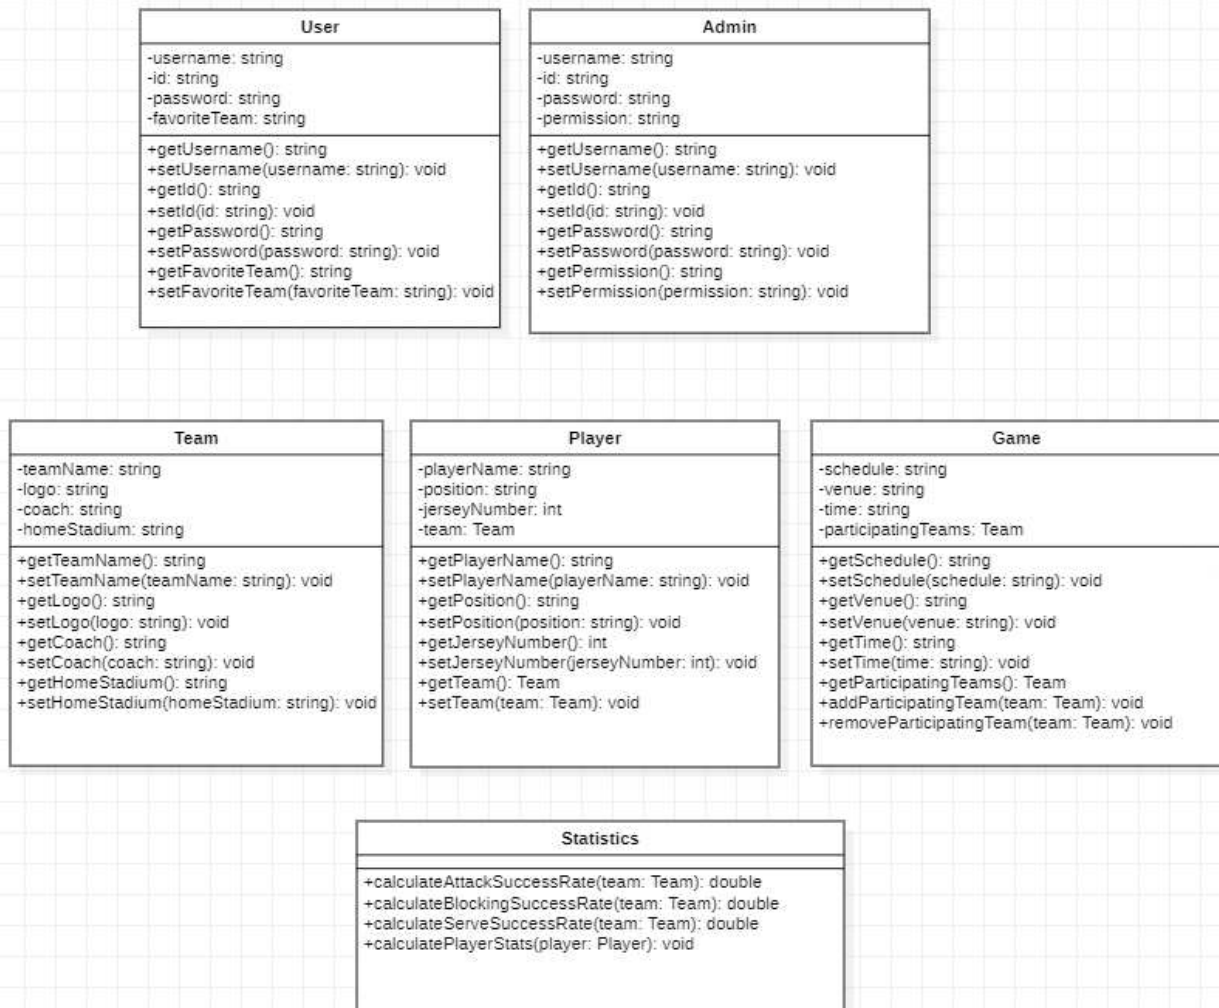 User
-username: string
-id: string
-password: string
-favoriteTeam: string
+getUsername(): string
+setUsername(username: string): void
+getId(): string
+setId(id: string): void
+getPassword(): string
+setPassword(password: string): void
+getFavoriteTeam(): string
+setFavoriteTeam(favoriteTeam: string): void
Admin
-username: string
-id: string
-password: string
-permission: string
+getUsername(): string
+setUsername(username: string): void
+getId(): string
+setId(id: string): void
+getPassword(): string
+setPassword(password: string): void
+getPermission(): string
+setPermission(permission: string): void
Team
-teamName: string
-logo: string
-coach: string
-homeStadium: string
+getTeamName(): string
+setTeamName(teamName: string): void
+getLogo(): string
+setLogo(logo: string): void
+getCoach(): string
+setCoach(coach: string): void
+getHomeStadium(): string
+setHomeStadium(homeStadium: string): void
Player
-playerName: string
-position: string
-jerseyNumber: int
-team: Team
+getPlayerName(): string
+setPlayerName(playerName: string): void
+getPosition(): string
+setPosition(position: string): void
+getJerseyNumber(): int
+setJerseyNumber(jerseyNumber: int): void
+getTeam(): Team
+setTeam(team: Team): void
Game
-schedule: string
-venue: string
-time: string
-participatingTeams: Team
+getSchedule(): string
+setSchedule(schedule: string): void
+getVenue(): string
+setVenue(venue: string): void
+getTime(): string
+setTime(time: string): void
+getParticipatingTeams(): Team
+addParticipatingTeam(team: Team): void
+removeParticipatingTeam(team: Team): void
Statistics
+calculateAttackSuccessRate(team: Team): double
+calculateBlockingSuccessRate(team: Team): double
+calculateServeSuccessRate(team: Team): double
+calculatePlayerStats(player: Player): void